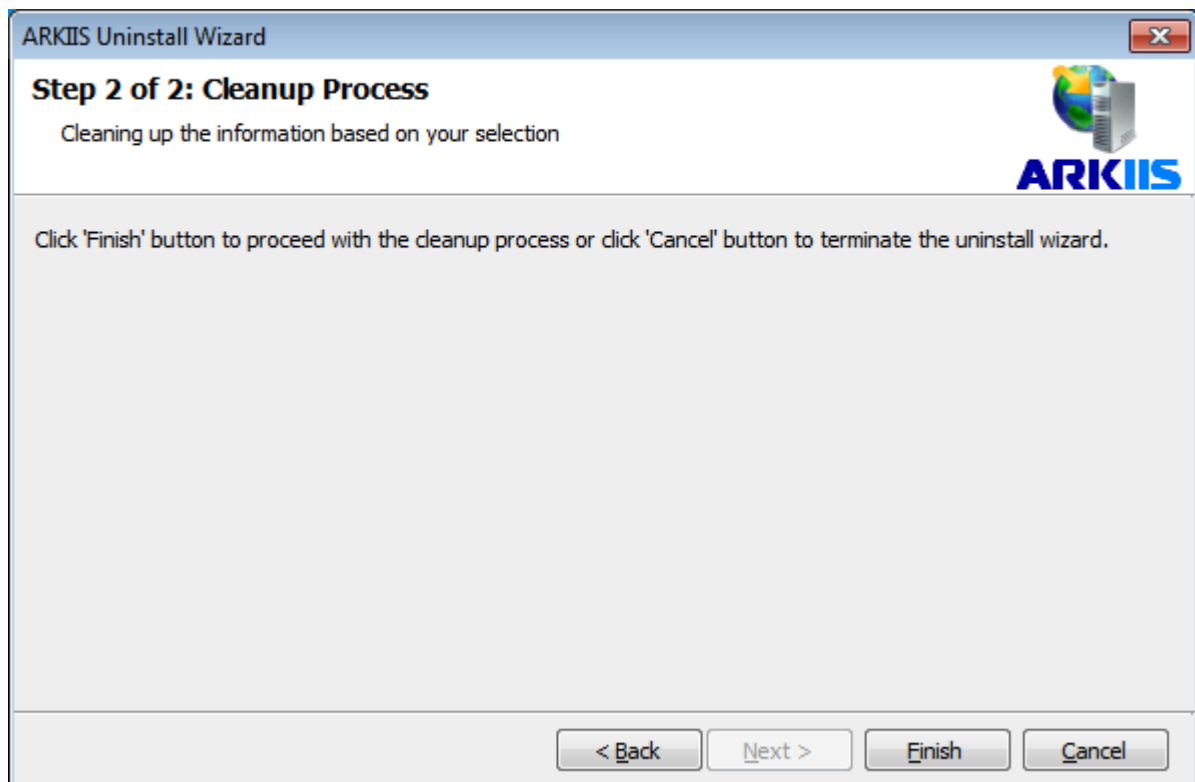 ARKIIS Uninstall Wizard
Step 2 of 2: Cleanup Process
Cleaning up the information based on your selection
ARKIIS
Click 'Finish' button to proceed with the cleanup process or click 'Cancel' button to terminate the uninstall wizard.
< Back Next > Finish Cancel